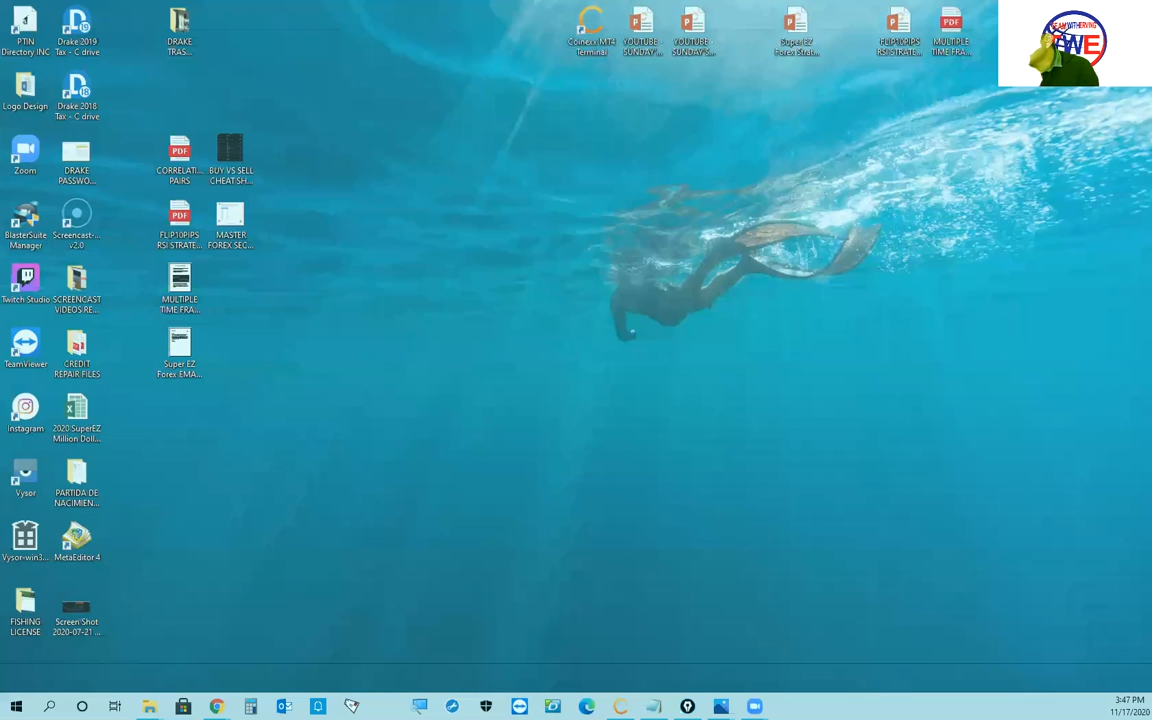 PTIN
Directory INC
Drake 2019
Tax - C drive
DRAKE
TRAS...
Coinexx MT4
Terminal
YOUTUBE -
SUNDAY'...
YOUTUBE -
SUNDAY'S...
Super EZ
Forex Strat...
FLIP10PIPS
RSI STRATE...
MULTIPLE
TIME FRA...
TEAMWITHERVING
TWE
Logo Design
Drake 2018
Tax - C drive
Zoom
DRAKE
PASSWO...
CORRELATI...
PAIRS
BUY VS SELL
CHEAT SH...
BlasterSuite
Manager
Screencast-...
v2.0
FLIP10PIPS
RSI STRATE...
MASTER
FOREX SEC...
Twitch Studio
SCREENCAST
VIDEOS RE...
MULTIPLE
TIME FRA...
TeamViewer
CREDIT
REPAIR FILES
Super EZ
Forex EMA...
Instagram
2020 SuperEZ
Million Doll...
Vysor
PARTIDA DE
NACIMIEN...
Vysor-win3...
MetaEditor 4
FISHING
LICENSE
Screen Shot
2020-07-21 ...
3:47 PM
11/17/2020